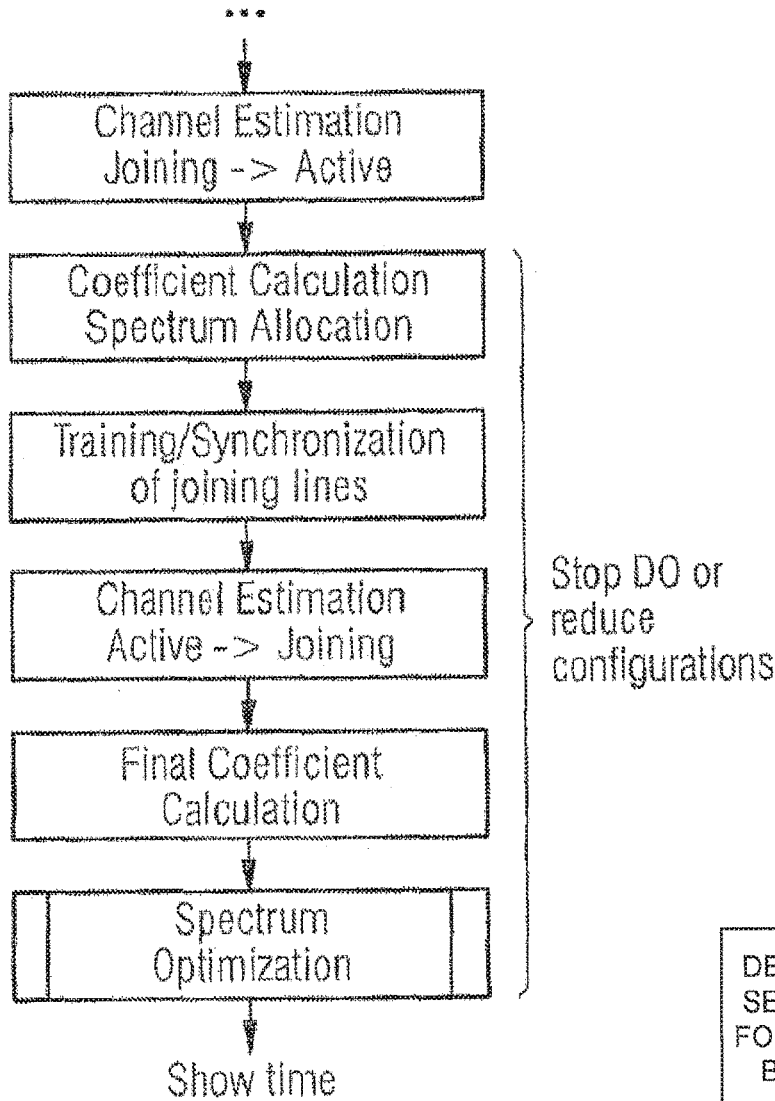 ...
Channel Estimation
Joining -> Active
Coefficient Calculation
Spectrum Allocation
Training/Synchronization
of joining lines
Channel Estimation
Active -> Joining
Final Coefficient
Calculation
Spectrum
Optimization
Show time
Stop DO or
reduce
configurations